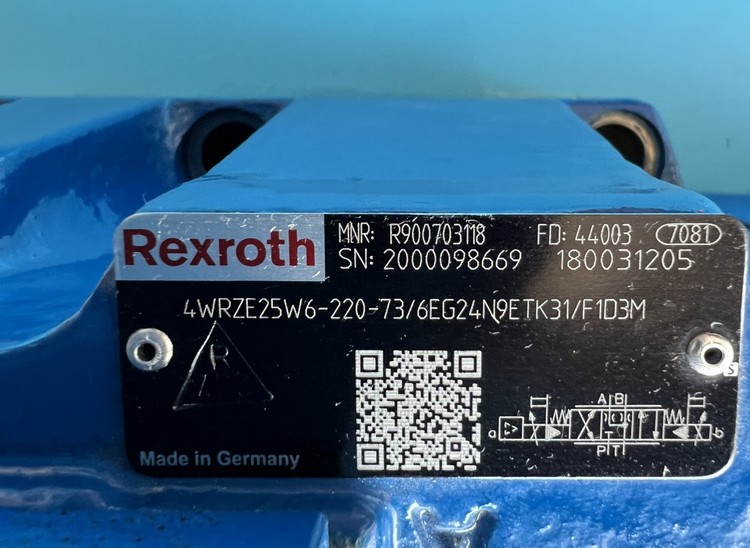 Rexroth
MNR: R900703118 FD: 44003 7081
SN: 2000098669 180031205
4WRZE25W6-220-73/6EG24N9ETK31/F1D3M
R
S
A B
a b
P T
Made in Germany